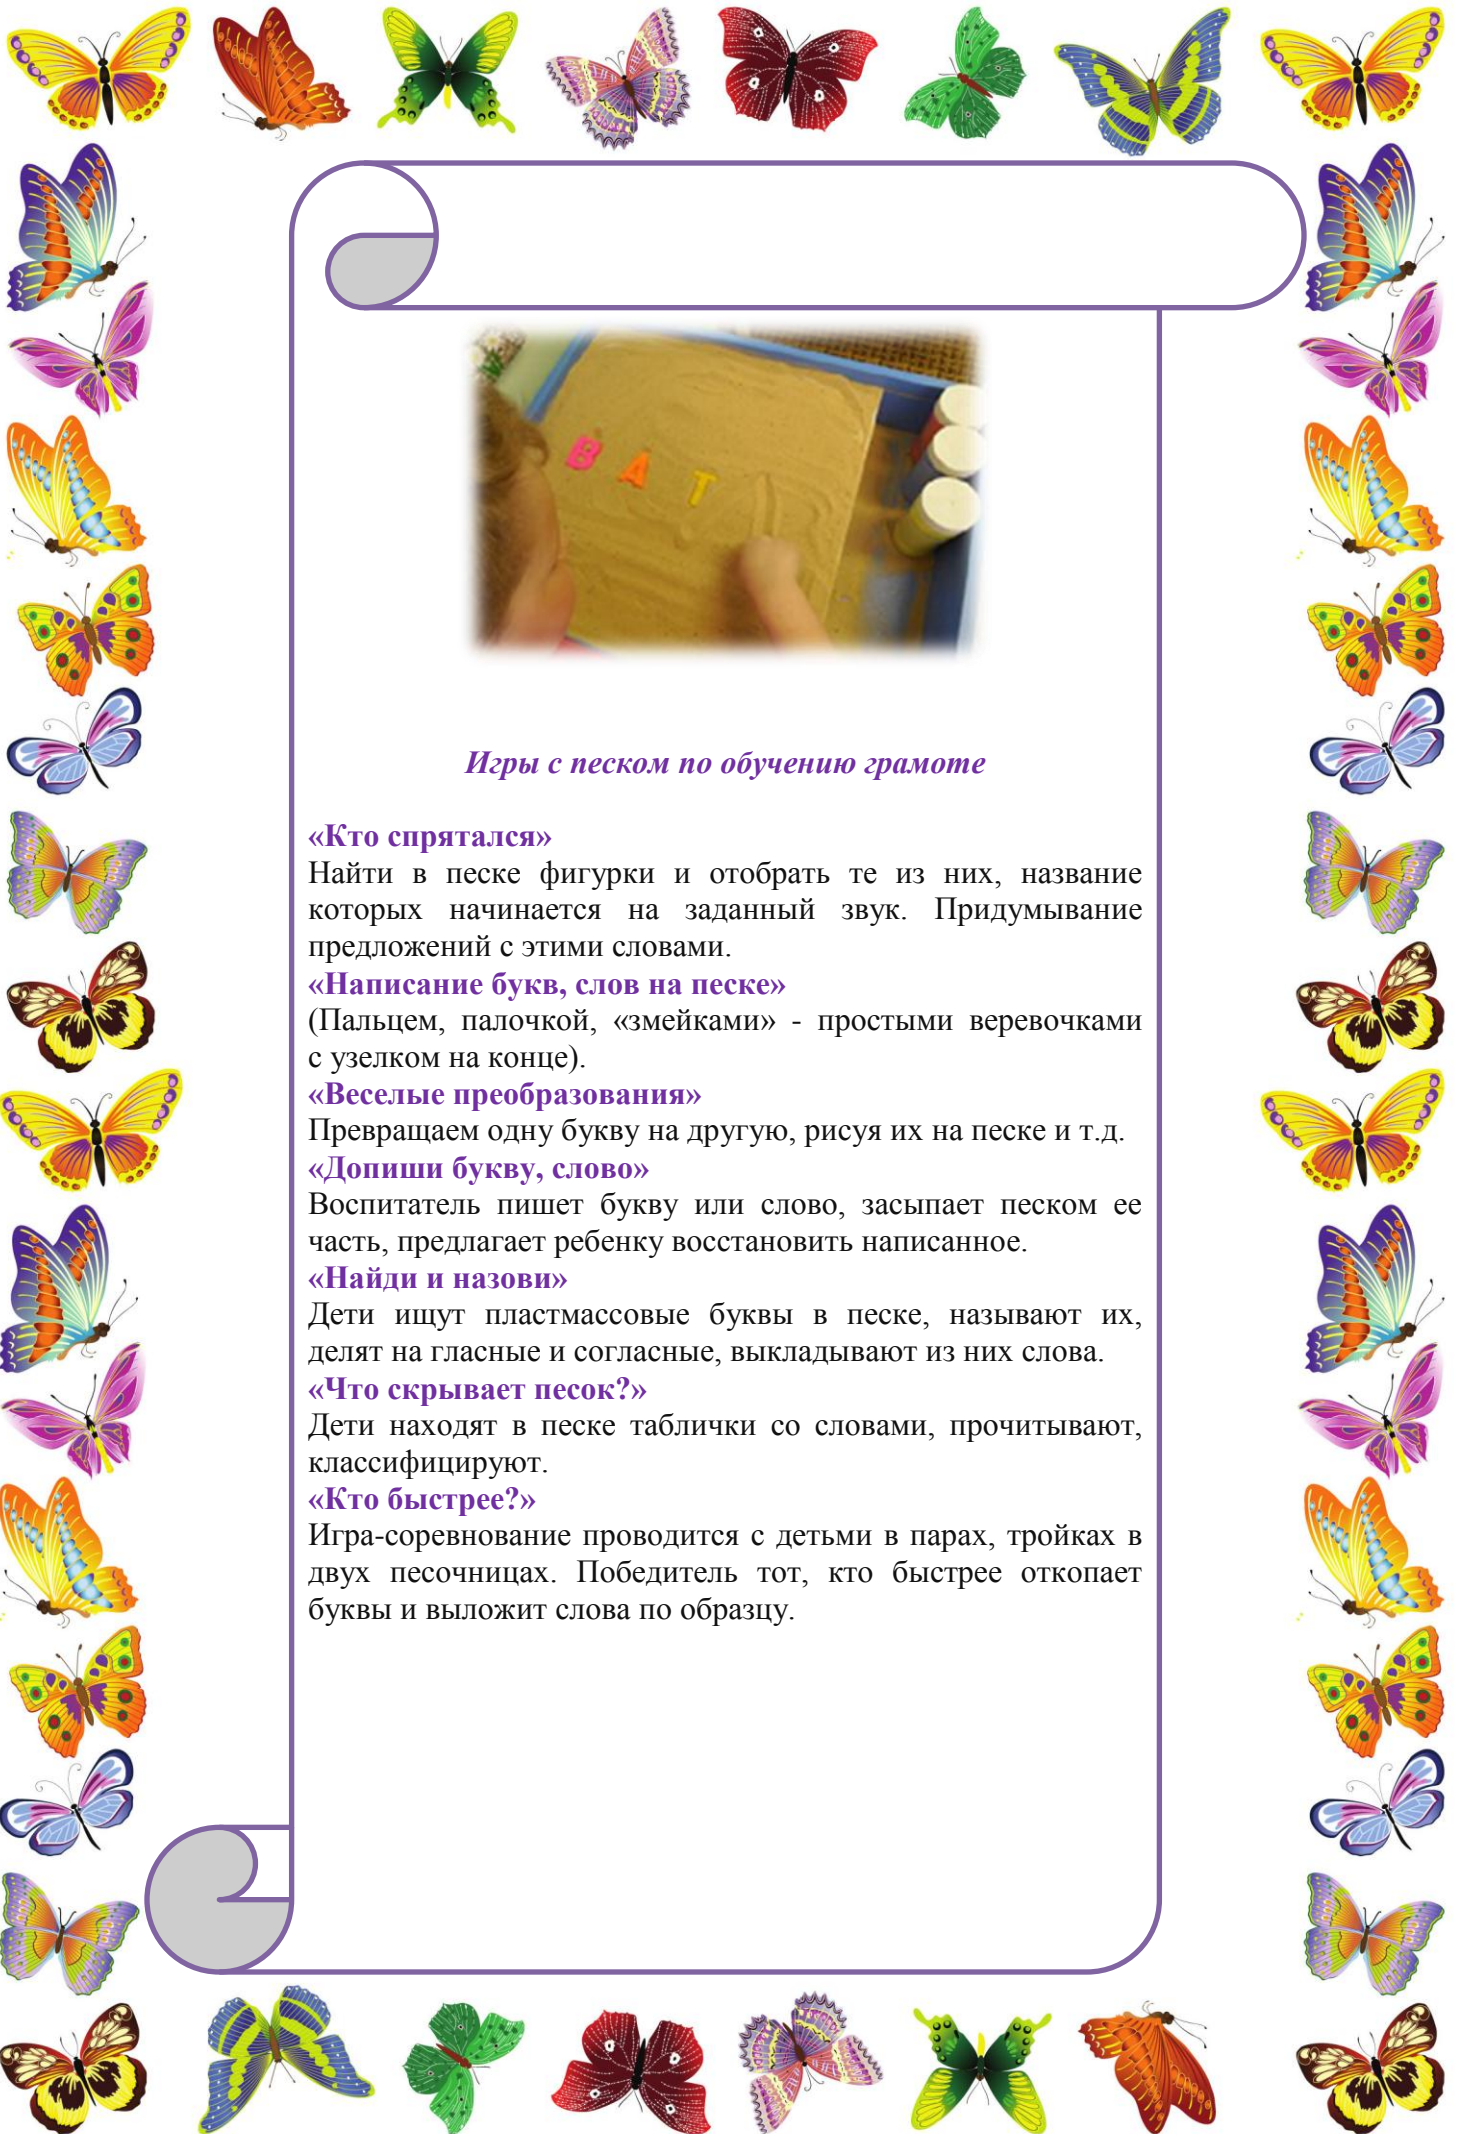 В А Т
Игры с песком по обучению грамоте
«Кто спрятался»
Найти в песке фигурки и отобрать те из них, название
которых начинается на заданный звук. Придумывание
предложений с этими словами.
«Написание букв, слов на песке»
(Пальцем, палочкой, «змейками» - простыми веревочками
с узелком на конце).
«Веселые преобразования»
Превращаем одну букву на другую, рисуя их на песке и т.д.
«Допиши букву, слово»
Воспитатель пишет букву или слово, засыпает песком ее
часть, предлагает ребенку восстановить написанное.
«Найди и назови»
Дети ищут пластмассовые буквы в песке, называют их,
делят на гласные и согласные, выкладывают из них слова.
«Что скрывает песок?»
Дети находят в песке таблички со словами, прочитывают,
классифицируют.
«Кто быстрее?»
Игра-соревнование проводится с детьми в парах, тройках в
двух песочницах. Победитель тот, кто быстрее откопает
буквы и выложит слова по образцу.